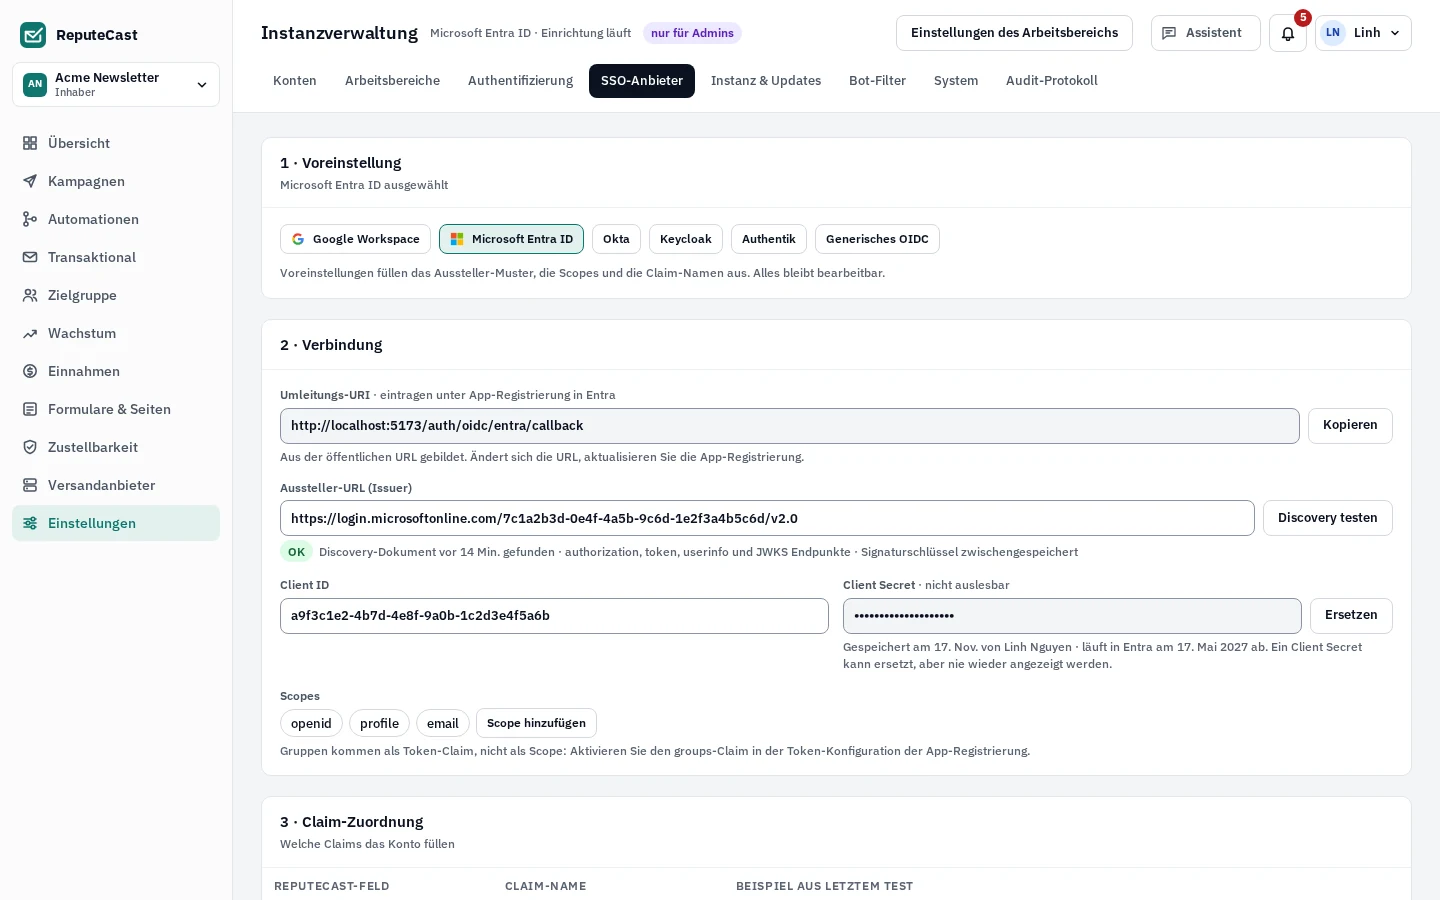 ReputeCast
AN
Acme Newsletter
Inhaber
Übersicht
Kampagnen
Automationen
Transaktional
Zielgruppe
Wachstum
Einnahmen
Formulare & Seiten
Zustellbarkeit
Versandanbieter
Einstellungen
Instanzverwaltung
Microsoft Entra ID · Einrichtung läuft
nur für Admins
Einstellungen des Arbeitsbereichs
Assistent
5
LN
Linh
Konten
Arbeitsbereiche
Authentifizierung
SSO-Anbieter
Instanz & Updates
Bot-Filter
System
Audit-Protokoll
1 · Voreinstellung
Microsoft Entra ID ausgewählt
Google Workspace
Microsoft Entra ID
Okta
Keycloak
Authentik
Generisches OIDC
Voreinstellungen füllen das Aussteller-Muster, die Scopes und die Claim-Namen aus. Alles bleibt bearbeitbar.
2 · Verbindung
Umleitungs-URI · eintragen unter App-Registrierung in Entra
http://localhost:5173/auth/oidc/entra/callback
Kopieren
Aus der öffentlichen URL gebildet. Ändert sich die URL, aktualisieren Sie die App-Registrierung.
Aussteller-URL (Issuer)
https://login.microsoftonline.com/7c1a2b3d-0e4f-4a5b-9c6d-1e2f3a4b5c6d/v2.0
Discovery testen
OK
Discovery-Dokument vor 14 Min. gefunden · authorization, token, userinfo und JWKS Endpunkte · Signaturschlüssel zwischengespeichert
Client ID
a9f3c1e2-4b7d-4e8f-9a0b-1c2d3e4f5a6b
Client Secret · nicht auslesbar
••••••••••••••••••••
Ersetzen
Gespeichert am 17. Nov. von Linh Nguyen · läuft in Entra am 17. Mai 2027 ab. Ein Client Secret
kann ersetzt, aber nie wieder angezeigt werden.
Scopes
openid
profile
email
Scope hinzufügen
Gruppen kommen als Token-Claim, nicht als Scope: Aktivieren Sie den groups-Claim in der Token-Konfiguration der App-Registrierung.
3 · Claim-Zuordnung
Welche Claims das Konto füllen
REPUTECAST-FELD
CLAIM-NAME
BEISPIEL AUS LETZTEM TEST